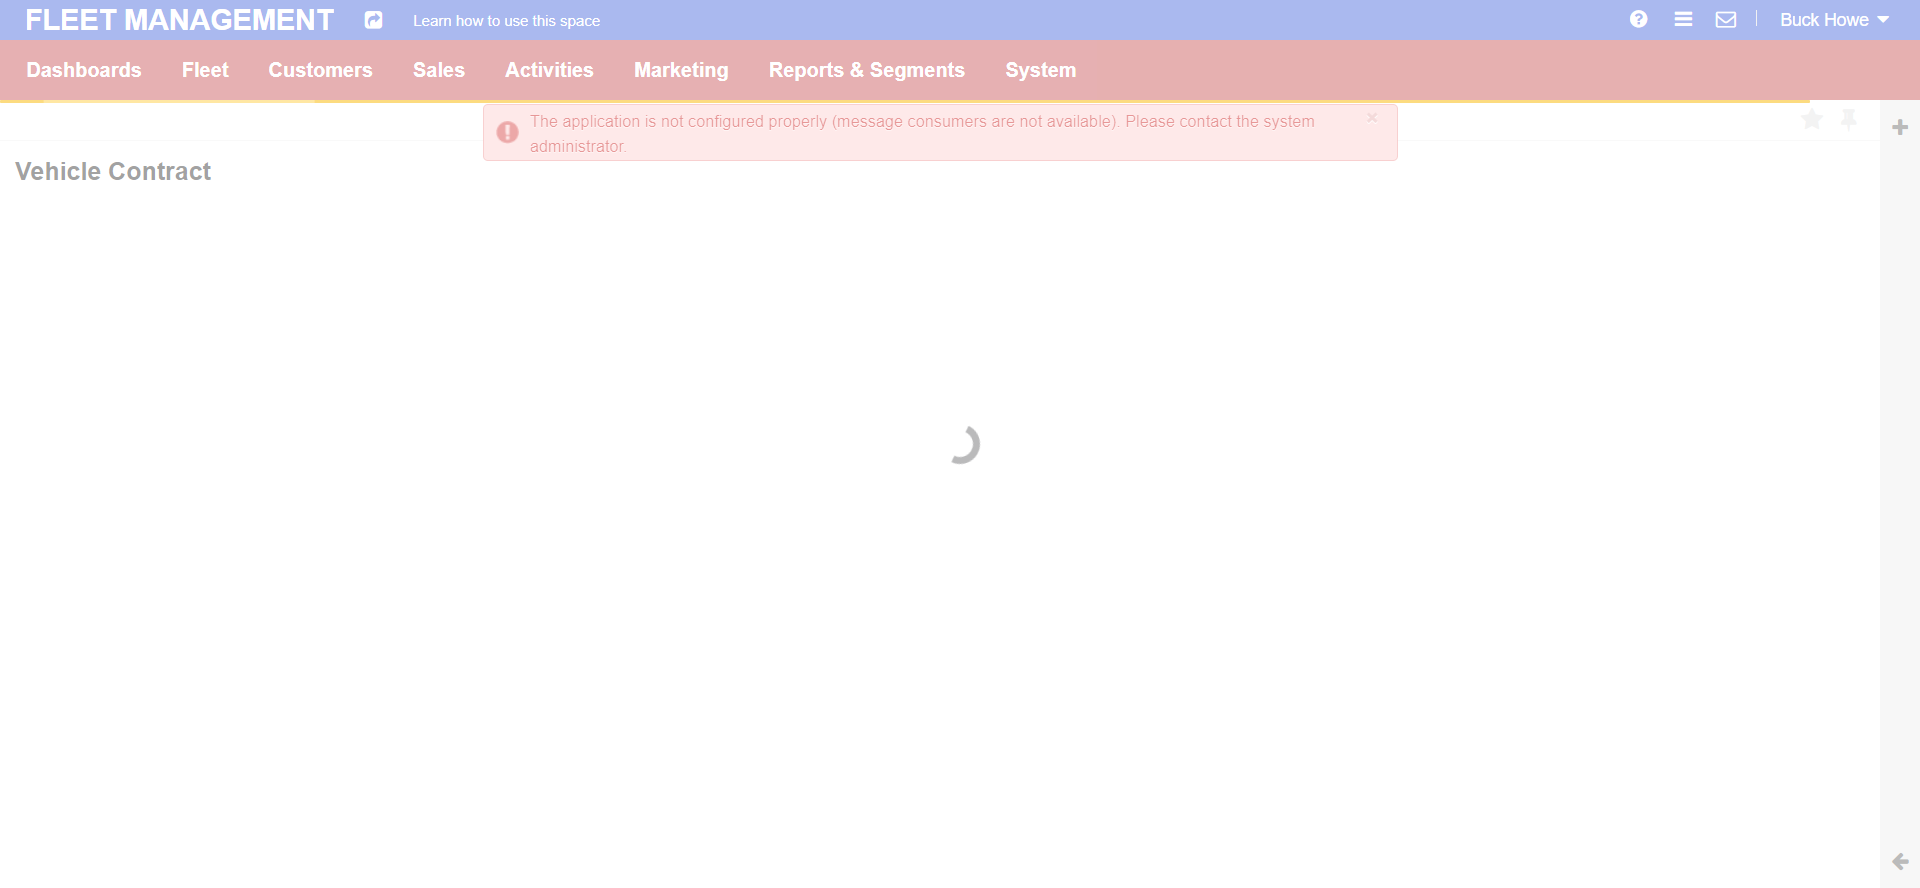 FLEET MANAGEMENT
Learn how to use this space
Buck Howe
Dashboards
Fleet
Customers
Sales
Activities
Marketing
Reports & Segments
System
The application is not configured properly (message consumers are not available). Please contact the system
administrator.
Vehicle Contract